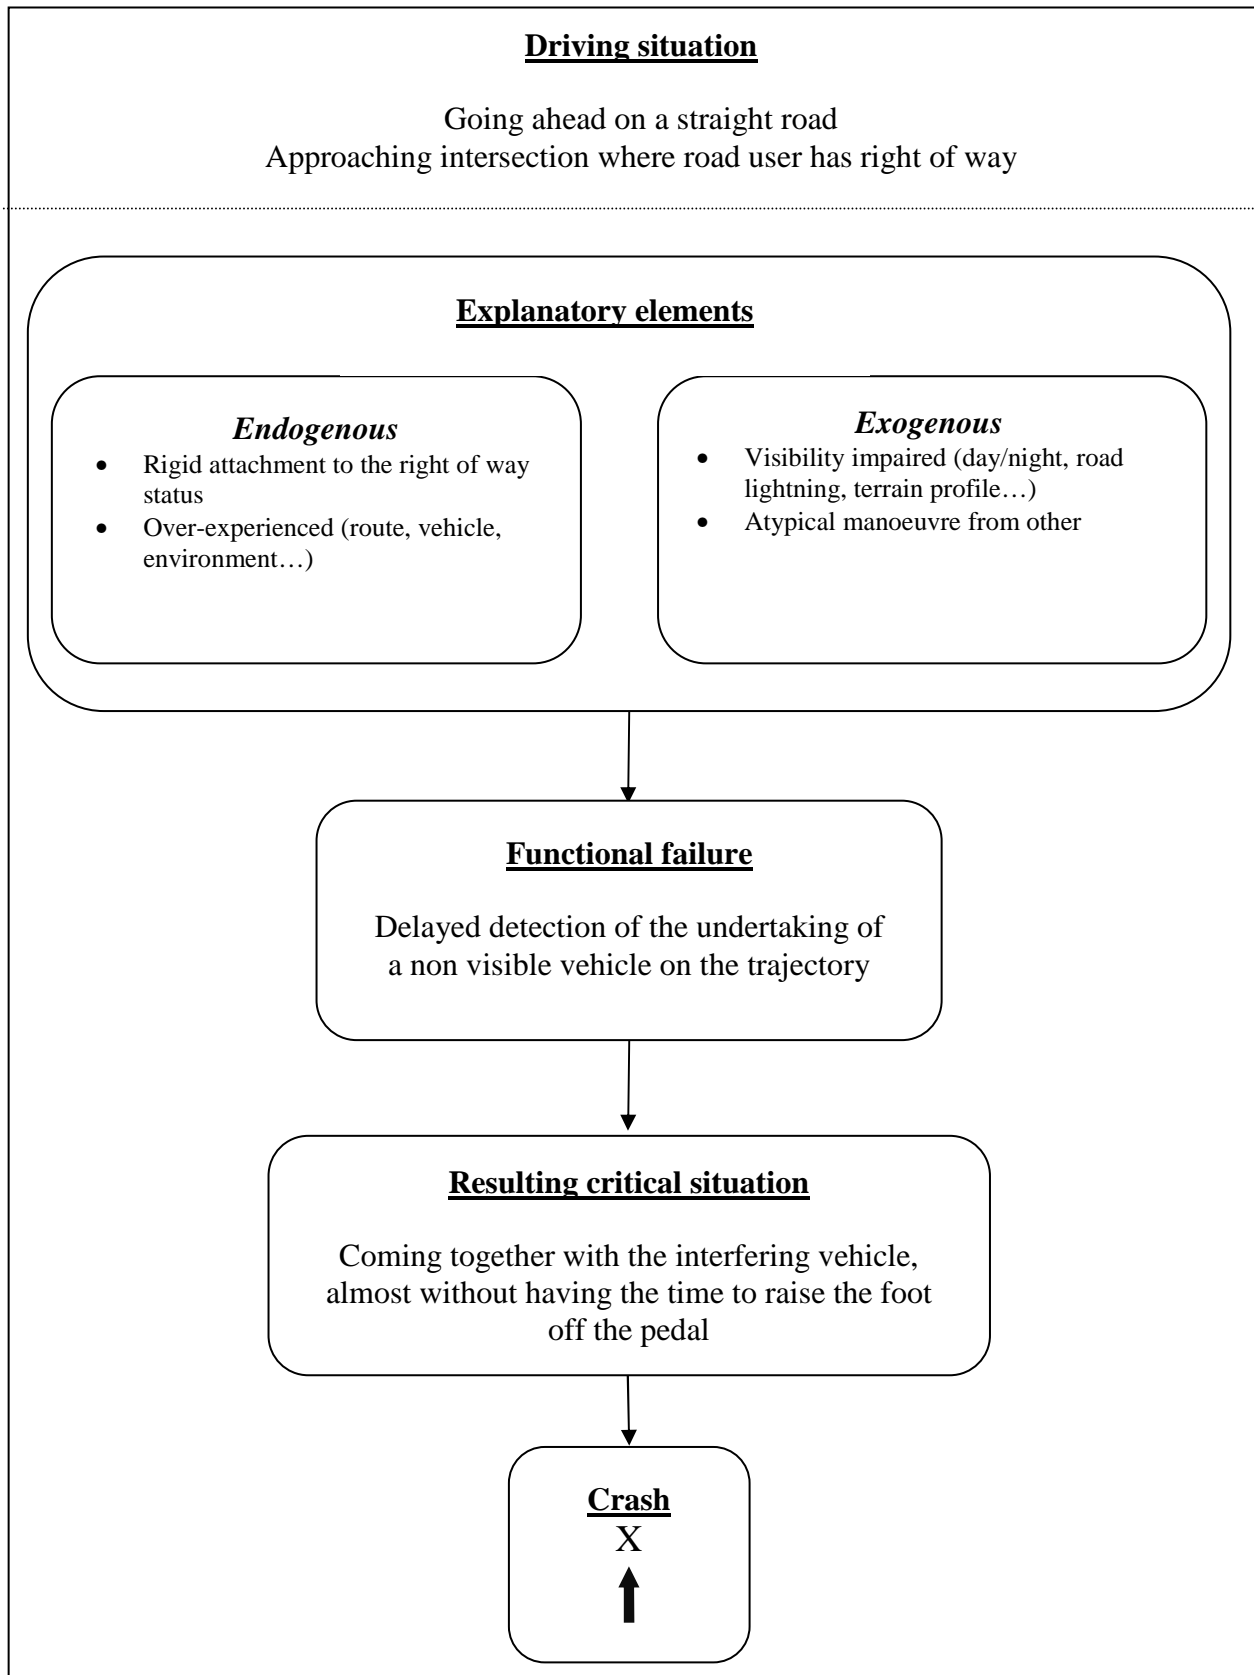 Driving situation
Going ahead on a straight road
Approaching intersection where road user has right of way
Explanatory elements
Endogenous
• Rigid attachment to the right of way
status
• Over-experienced (route, vehicle,
environment…)
Exogenous
• Visibility impaired (day/night, road
lightning, terrain profile…)
• Atypical manoeuvre from other
Functional failure
Delayed detection of the undertaking of
a non visible vehicle on the trajectory
Resulting critical situation
Coming together with the interfering vehicle,
almost without having the time to raise the foot
off the pedal
Crash
X